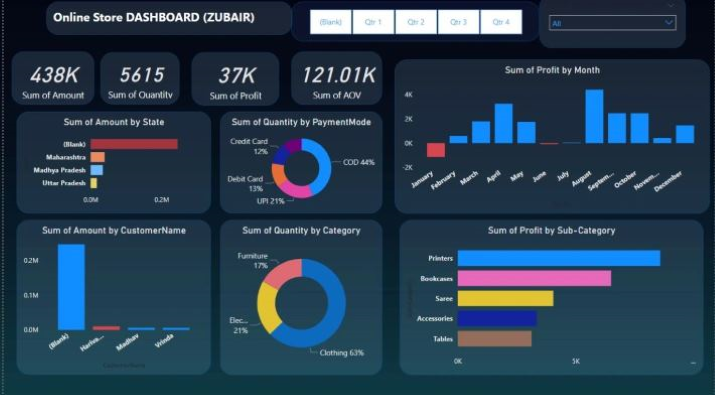 Online Store DASHBOARD (ZUBAIR)
(Blank) Qtr 1 Qtr 2 Qtr 3 Qtr 4
All
438K
Sum of Amount
5615
Sum of Quantity
37K
Sum of Profit
121.01K
Sum of AOV
Sum of Profit by Month
4K
2K
0K
-2K
January February March April May June July August Septem... October Novem... December
Sum of Amount by State
(Blank)
Maharashtra
Madhya Pradesh
Uttar Pradesh
0.0M 0.2M
Sum of Quantity by PaymentMode
Credit Card
12%
COD 44%
Debit Card
13%
UPI 21%
Sum of Amount by CustomerName
0.2M
0.1M
0.0M
(Blank) Hariva... Madhav Vrinda
CustomerName
Sum of Quantity by Category
Furniture
17%
Elec...
21%
Clothing 63%
Sum of Profit by Sub-Category
Printers
Bookcases
Saree
Accessories
Tables
0K 5K